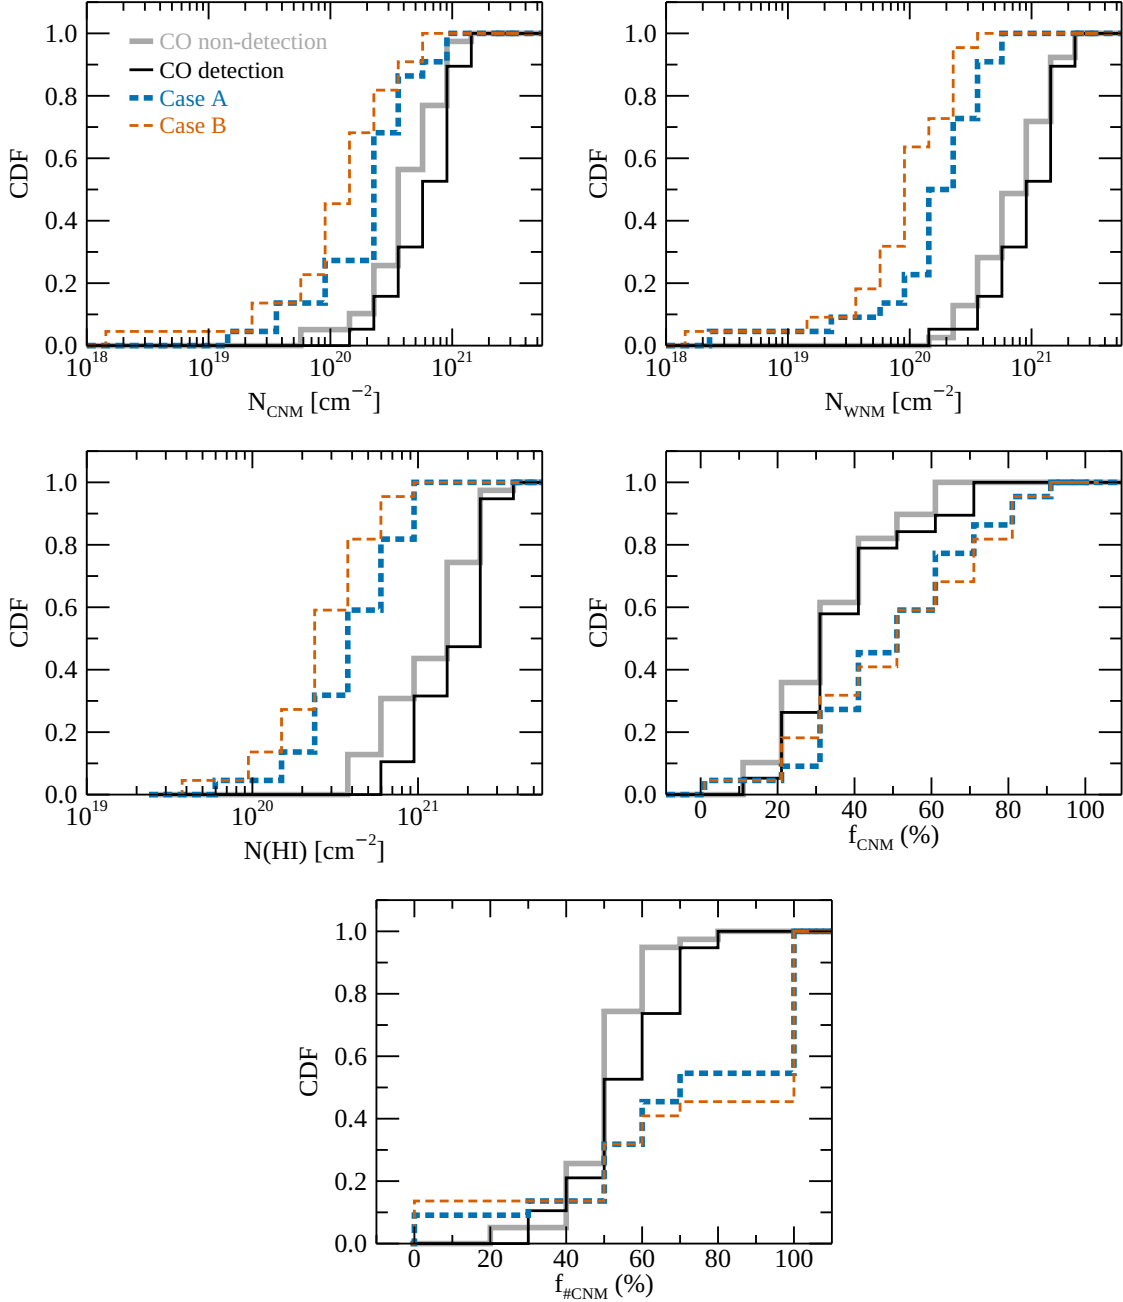 1.0
0.8
0.6
0.4
0.2
0.0
CDF
CO non-detection
CO detection
Case A
Case B
10^18 10^19 10^20 10^21
N_CNM [cm^−2]
1.0
0.8
0.6
0.4
0.2
0.0
CDF
10^18 10^19 10^20 10^21
N_WNM [cm^−2]
1.0
0.8
0.6
0.4
0.2
0.0
CDF
10^19 10^20 10^21
N(HI) [cm^−2]
1.0
0.8
0.6
0.4
0.2
0.0
CDF
0 20 40 60 80 100
f_CNM (%)
1.0
0.8
0.6
0.4
0.2
0.0
CDF
0 20 40 60 80 100
f_#CNM (%)